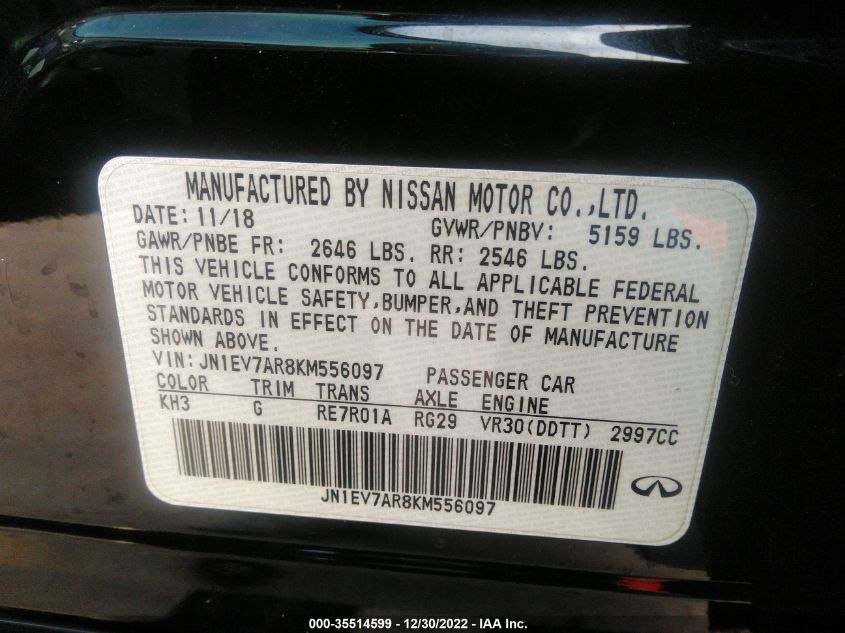 MANUFACTURED BY NISSAN MOTOR CO.,LTD.
DATE: 11/18 GVWR/PNBV: 5159 LBS.
GAWR/PNBE FR: 2646 LBS. RR: 2546 LBS.
THIS VEHICLE CONFORMS TO ALL APPLICABLE FEDERAL
MOTOR VEHICLE SAFETY,BUMPER,AND THEFT PREVENTION
STANDARDS IN EFFECT ON THE DATE OF MANUFACTURE
SHOWN ABOVE.
VIN: JN1EV7AR8KM556097 PASSENGER CAR
COLOR TRIM TRANS AXLE ENGINE
KH3 G RE7R01A RG29 VR30(DDTT) 2997CC
JN1EV7AR8KM556097
000-35514599 - 12/30/2022 - IAA Inc.